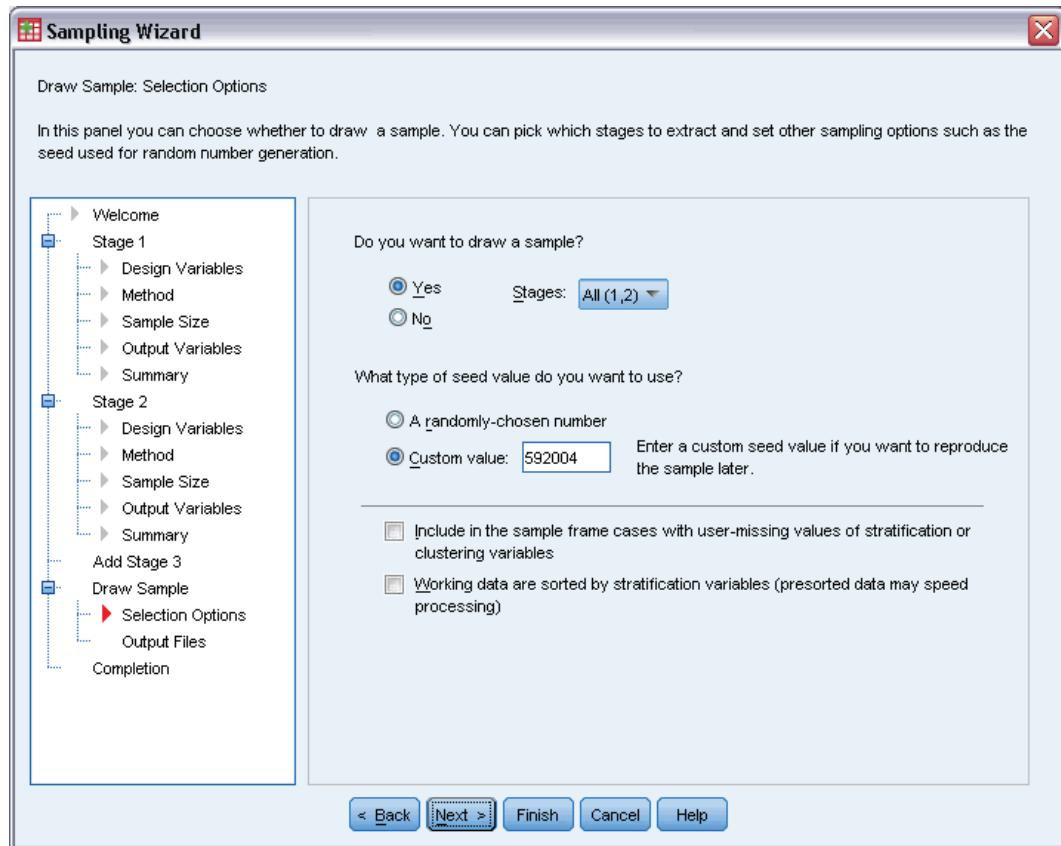 Sampling Wizard
Draw Sample: Selection Options
In this panel you can choose whether to draw a sample. You can pick which stages to extract and set other sampling options such as the
seed used for random number generation.
Welcome
Stage 1
Design Variables
Method
Sample Size
Output Variables
Summary
Stage 2
Design Variables
Method
Sample Size
Output Variables
Summary
Add Stage 3
Draw Sample
Selection Options
Output Files
Completion
Do you want to draw a sample?
Yes
Stages: All (1,2)
No
What type of seed value do you want to use?
A randomly-chosen number
Custom value: 592004
Enter a custom seed value if you want to reproduce
the sample later.
Include in the sample frame cases with user-missing values of stratification or
clustering variables
Working data are sorted by stratification variables (presorted data may speed
processing)
< Back Next > Finish Cancel Help